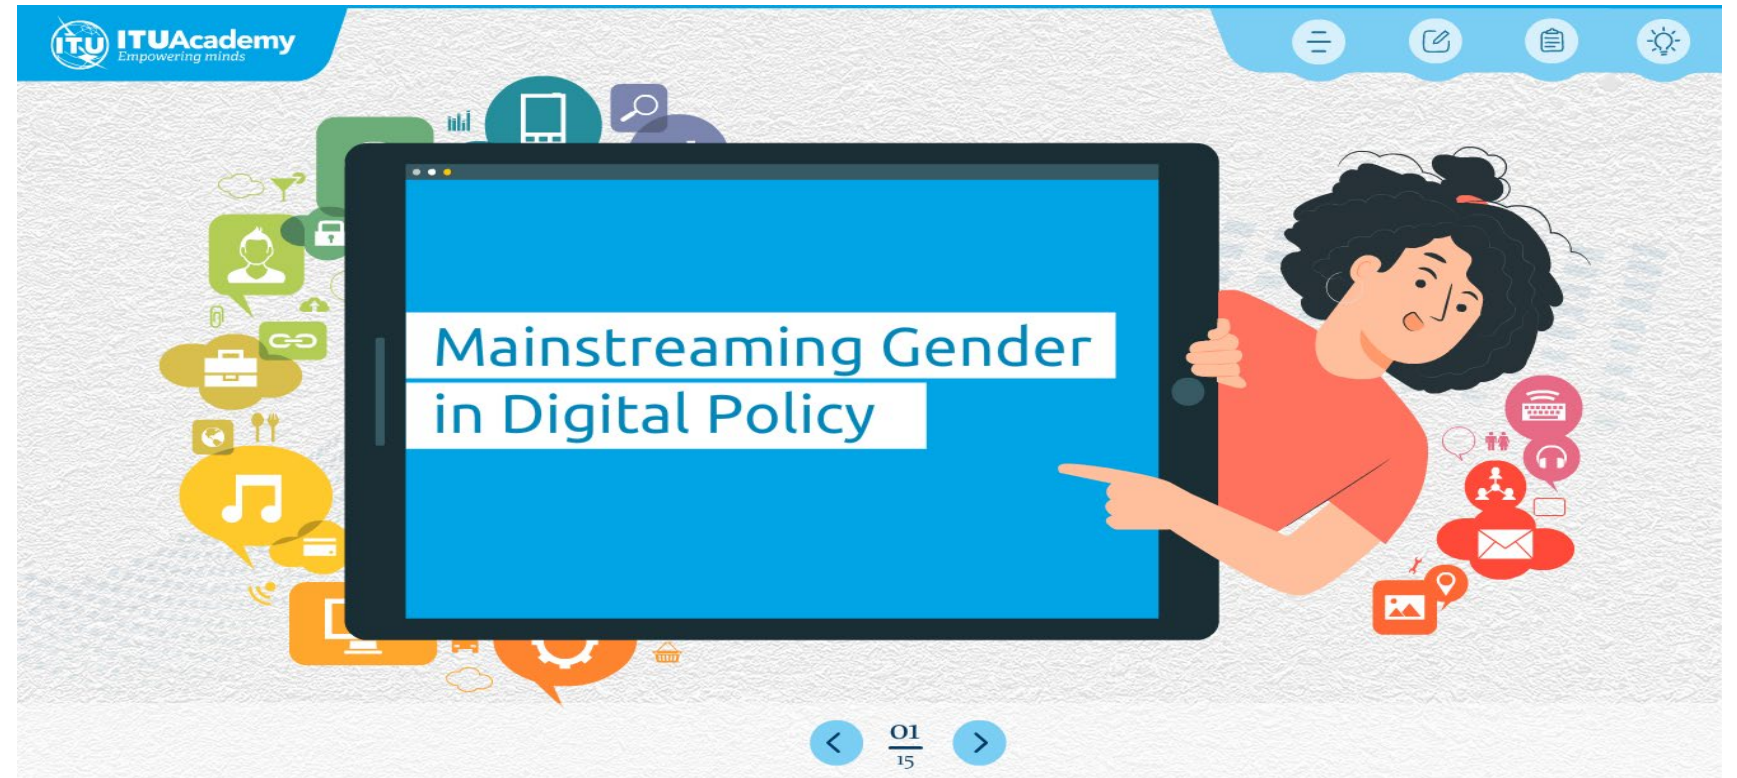 ITU
ITUAcademy
Empowering minds
Mainstreaming Gender
in Digital Policy
01
15